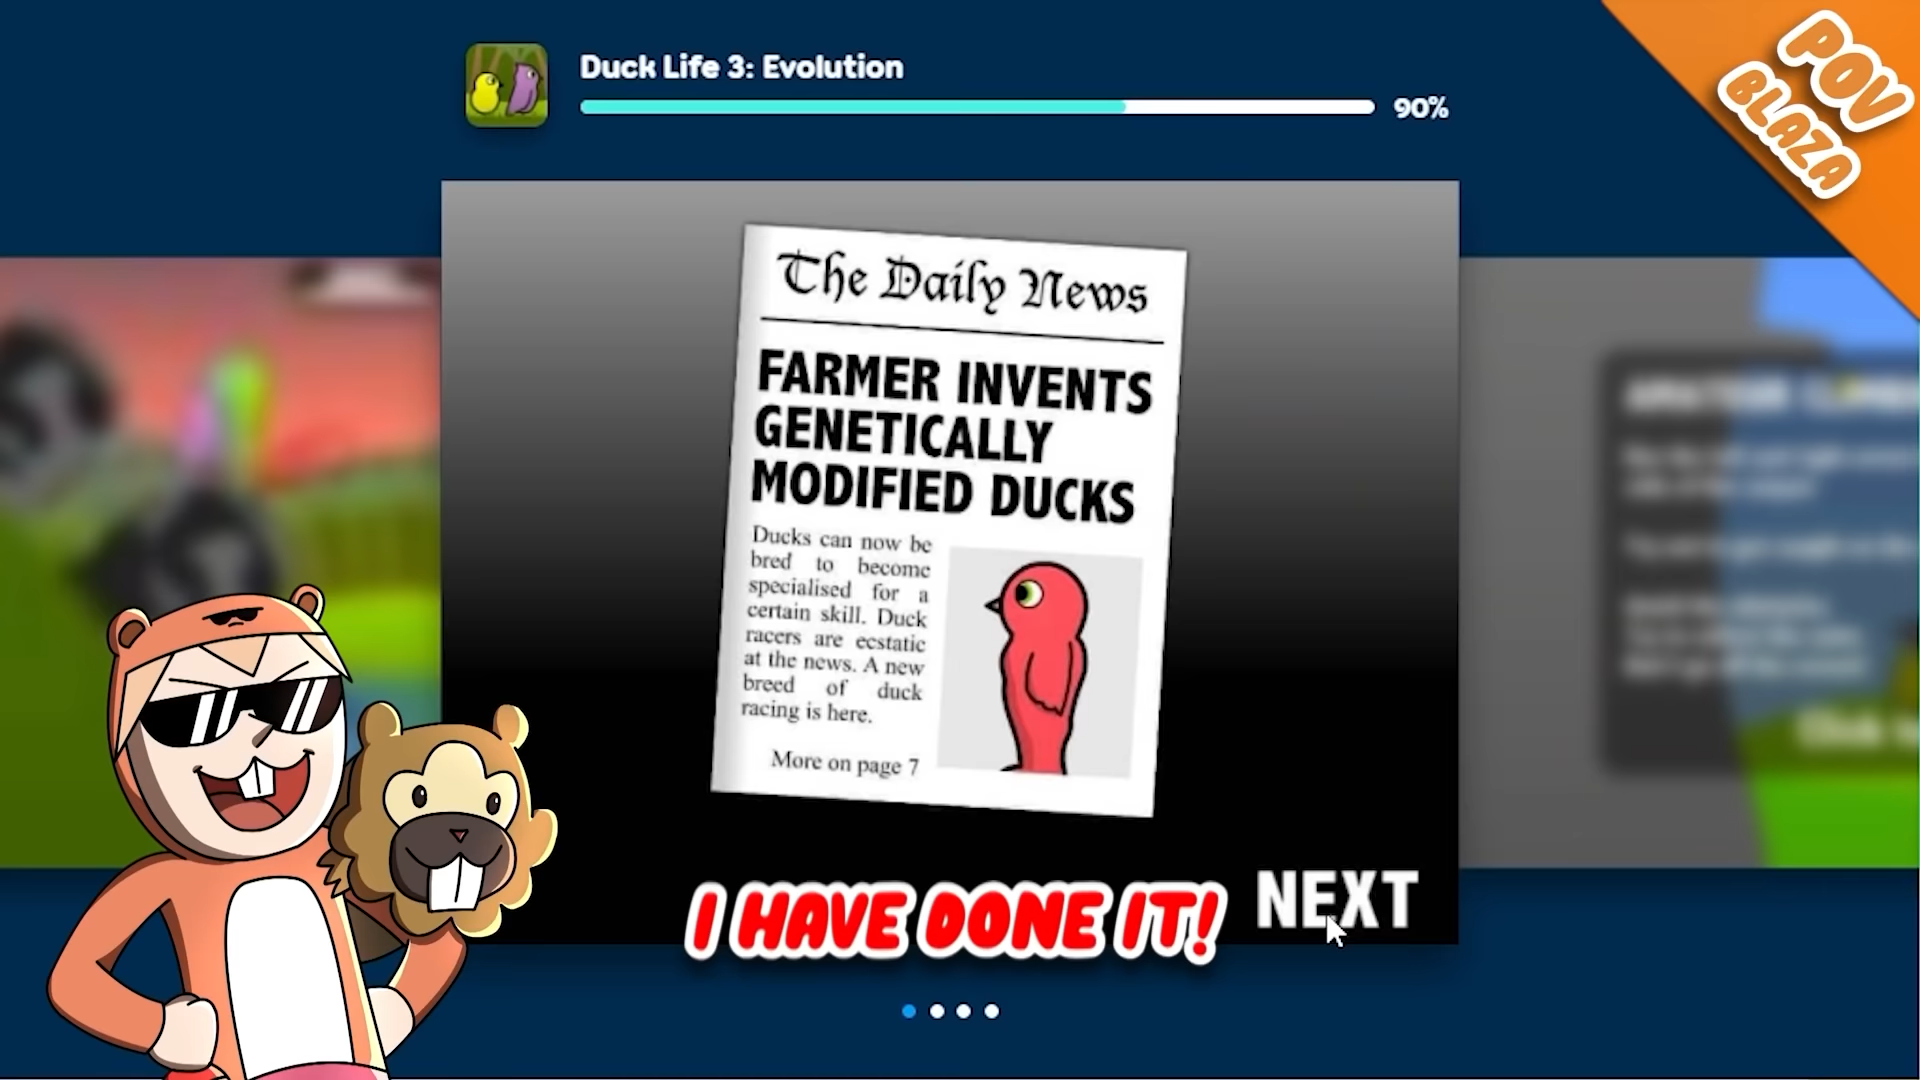 Duck Life 3: Evolution
90%
POV
BLAZA
The Daily News
FARMER INVENTS
GENETICALLY
MODIFIED DUCKS
Ducks can now be
bred to become
specialised for a
certain skill. Duck
racers are ecstatic
at the news. A new
breed of duck
racing is here.
More on page 7
I HAVE DONE IT!
NEXT